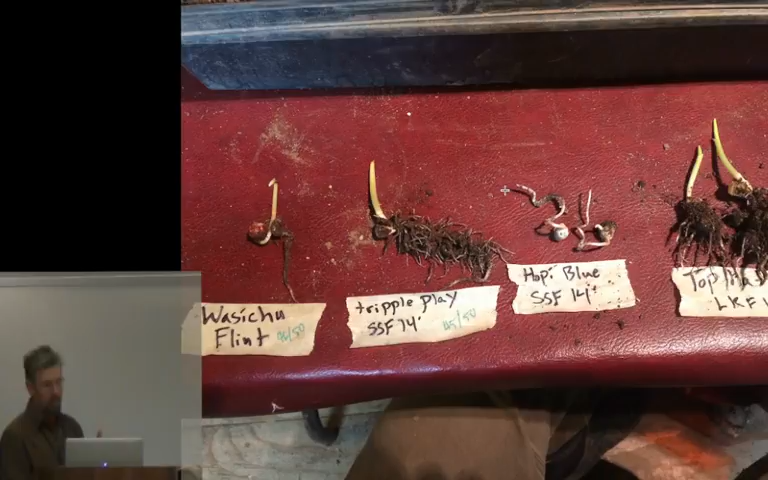 Wasichu
Flint
tripple play
SSF 14'
Hopi Blue
SSF 14'
LKF